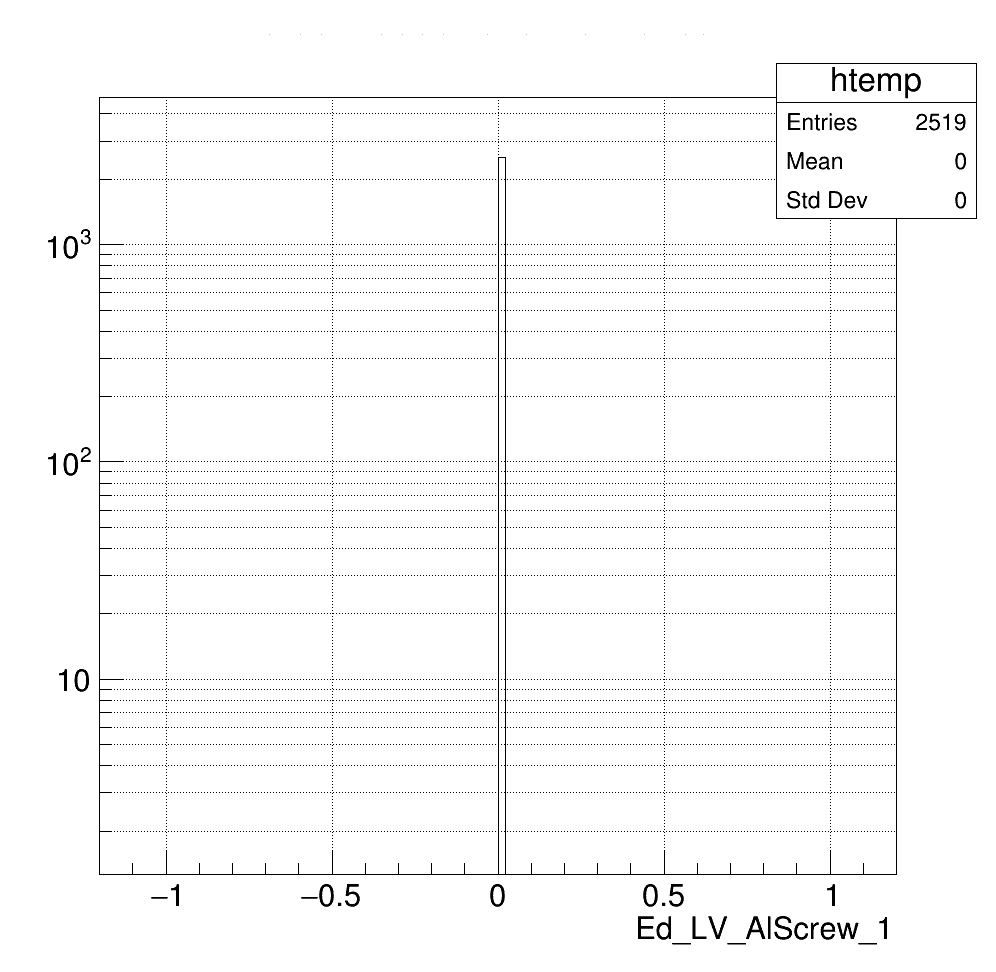 htemp
Entries 2519
Mean 0
Std Dev 0
10³
10²
10
−1 −0.5 0 0.5 1
Ed_LV_AlScrew_1